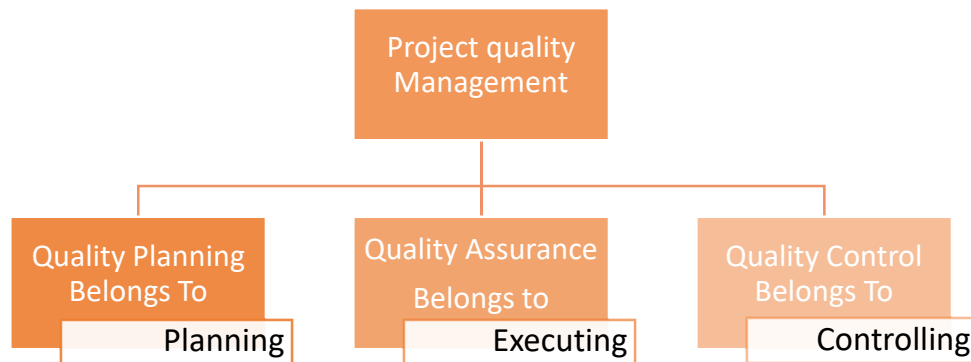 Project quality
Management
Quality Planning
Belongs To
Planning
Quality Assurance
Belongs to
Executing
Quality Control
Belongs To
Controlling